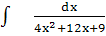 ∫ dx / 4x²+12x+9